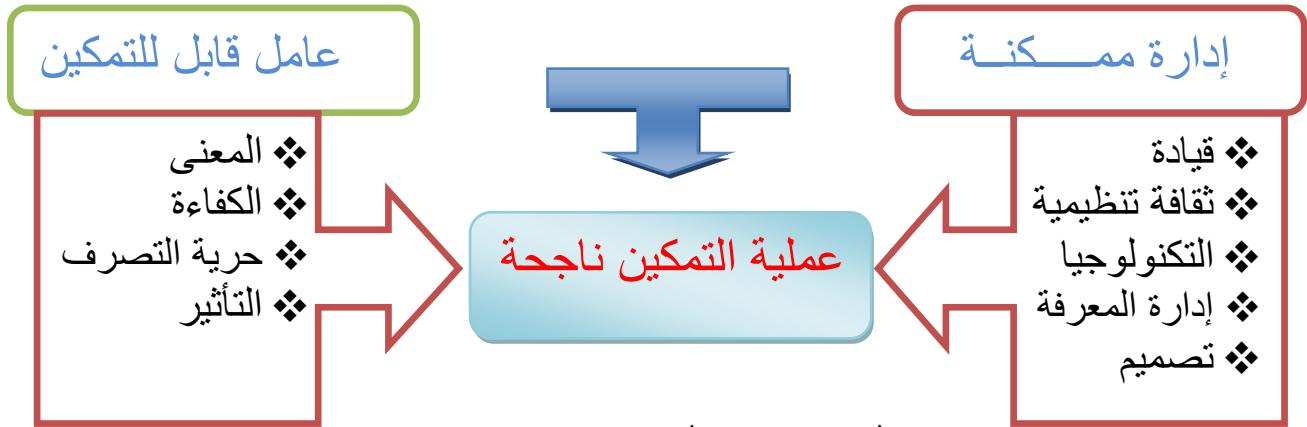 إدارة ممكنة
❖ قيادة
❖ ثقافة تنظيمية
❖ التكنولوجيا
❖ إدارة المعرفة
❖ تصميم
عملية التمكين ناجحة
عامل قابل للتمكين
❖ المعنى
❖ الكفاءة
❖ حرية التصرف
❖ التأثير